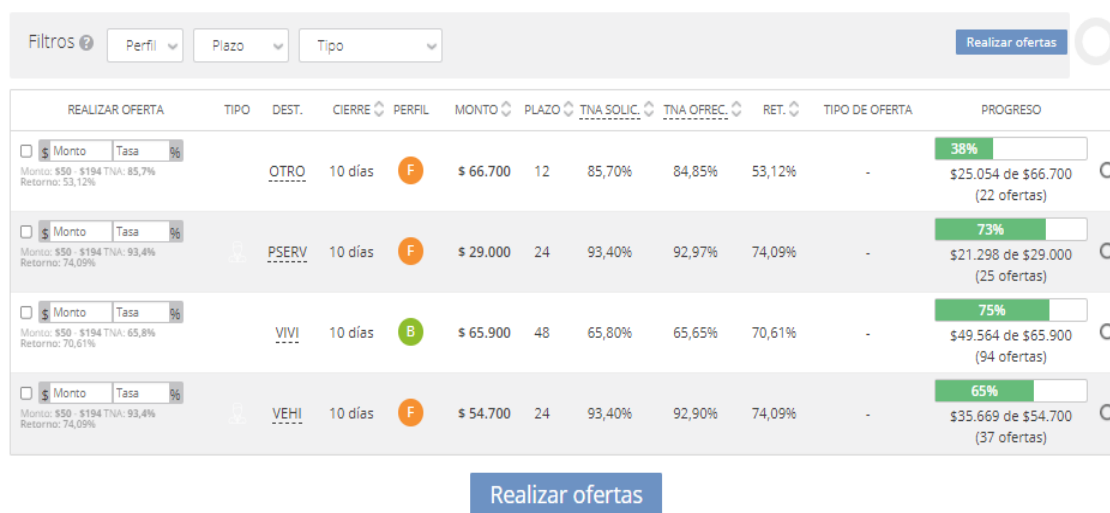 Filtros ? Perfil Plazo Tipo Realizar ofertas
REALIZAR OFERTA TIPO DEST. CIERRE PERFIL MONTO PLAZO TNA SOLIC. TNA OFREC. RET. TIPO DE OFERTA PROGRESO
$ Monto Tasa %
Monto: $50 - $194 TNA: 85,7%
Retorno: 53,12%
OTRO 10 días F $ 66.700 12 85,70% 84,85% 53,12% -
38%
$25.054 de $66.700
(22 ofertas)
$ Monto Tasa %
Monto: $50 - $194 TNA: 93,4%
Retorno: 74,09%
PSERV 10 días F $ 29.000 24 93,40% 92,97% 74,09% -
73%
$21.298 de $29.000
(25 ofertas)
$ Monto Tasa %
Monto: $50 - $194 TNA: 65,8%
Retorno: 70,61%
VIVI 10 días B $ 65.900 48 65,80% 65,65% 70,61% -
75%
$49.564 de $65.900
(94 ofertas)
$ Monto Tasa %
Monto: $50 - $194 TNA: 93,4%
Retorno: 74,09%
VEHI 10 días F $ 54.700 24 93,40% 92,90% 74,09% -
65%
$35.669 de $54.700
(37 ofertas)
Realizar ofertas